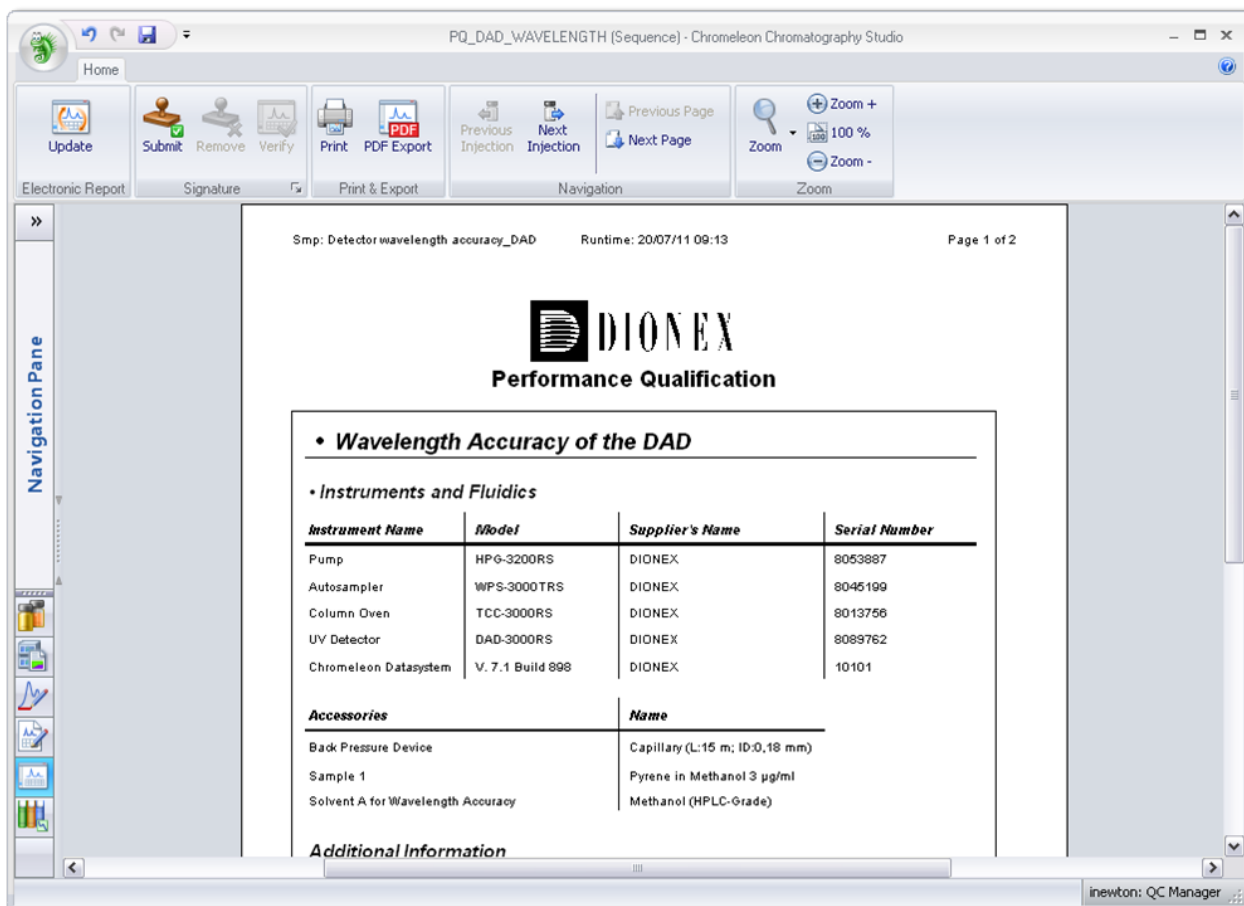 PQ_DAD_WAVELENGTH (Sequence) - Chromeleon Chromatography Studio
Home
Update
Submit Remove Verify
Print PDF Export
Previous Injection
Next Injection
Previous Page
Next Page
Zoom
Zoom +
100 %
Zoom -
Electronic Report
Signature
Print & Export
Navigation
Zoom
Navigation Pane
Smp: Detector wavelength accuracy_DAD Runtime: 20/07/11 09:13 Page 1 of 2
DIONEX
Performance Qualification
• Wavelength Accuracy of the DAD
• Instruments and Fluidics
Instrument Name Model Supplier's Name Serial Number
Pump HPG-3200RS DIONEX 8053887
Autosampler WPS-3000TRS DIONEX 8045199
Column Oven TCC-3000RS DIONEX 8013756
UV Detector DAD-3000RS DIONEX 8089762
Chromeleon Datasystem V. 7.1 Build 898 DIONEX 10101
Accessories Name
Back Pressure Device Capillary (L:15 m; ID:0,18 mm)
Sample 1 Pyrene in Methanol 3 µg/ml
Solvent A for Wavelength Accuracy Methanol (HPLC-Grade)
Additional Information
inewton: QC Manager